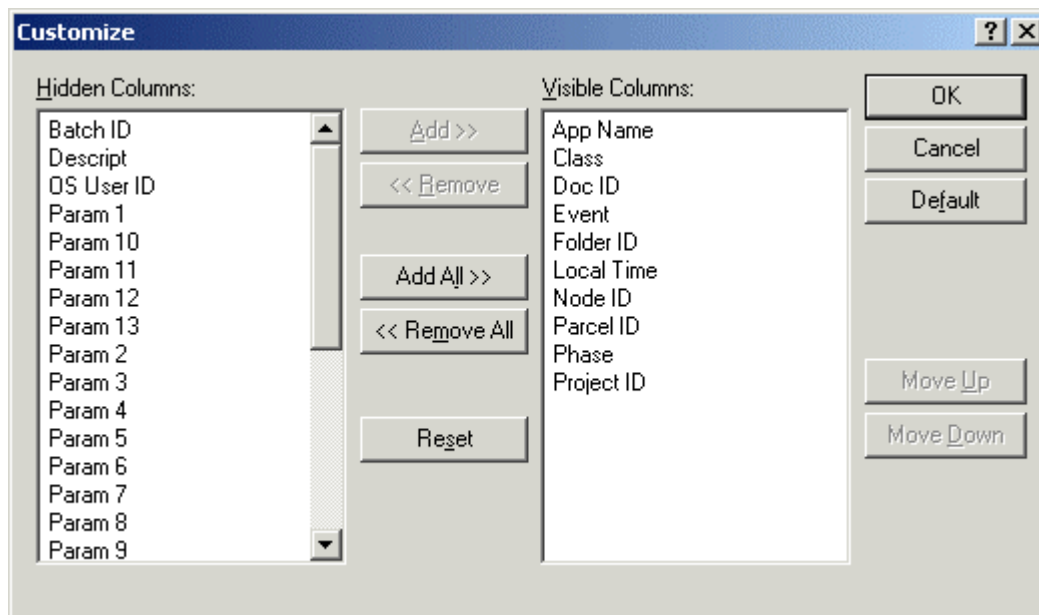 Customize
Hidden Columns:
Batch ID
Descript
OS User ID
Param 1
Param 10
Param 11
Param 12
Param 13
Param 2
Param 3
Param 4
Param 5
Param 6
Param 7
Param 8
Param 9
Add >>
<< Remove
Add All >>
<< Remove All
Reset
Visible Columns:
App Name
Class
Doc ID
Event
Folder ID
Local Time
Node ID
Parcel ID
Phase
Project ID
OK
Cancel
Default
Move Up
Move Down